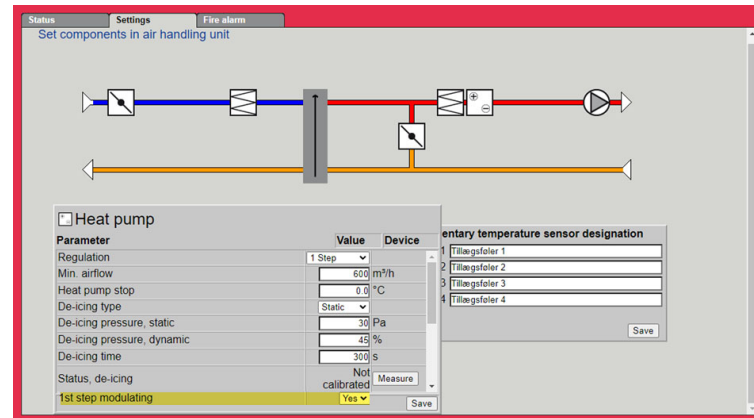 Status Settings Fire alarm
Set components in air handling unit
Heat pump
Parameter Value Device
Regulation 1 Step
Min. airflow 600 m³/h
Heat pump stop 0.0 °C
De-icing type Static
De-icing pressure, static 30 Pa
De-icing pressure, dynamic 45 %
De-icing time 300 s
Status, de-icing Not calibrated Measure
1st step modulating Yes
Save
entary temperature sensor designation
1 Tillægsføler 1
2 Tillægsføler 2
3 Tillægsføler 3
4 Tillægsføler 4
Save